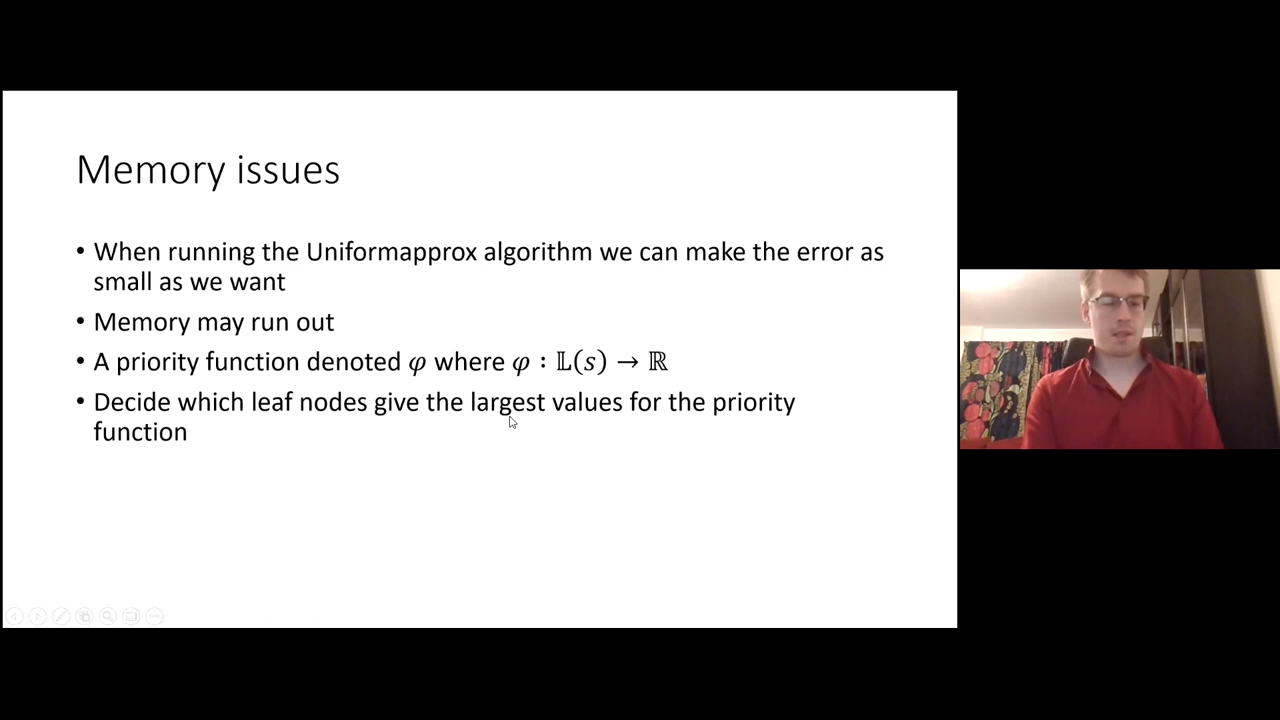 Memory issues
• When running the Uniformapprox algorithm we can make the error as
small as we want
• Memory may run out
• A priority function denoted 𝜑 where 𝜑 : 𝕃(𝑠) → ℝ
• Decide which leaf nodes give the largest values for the priority
function